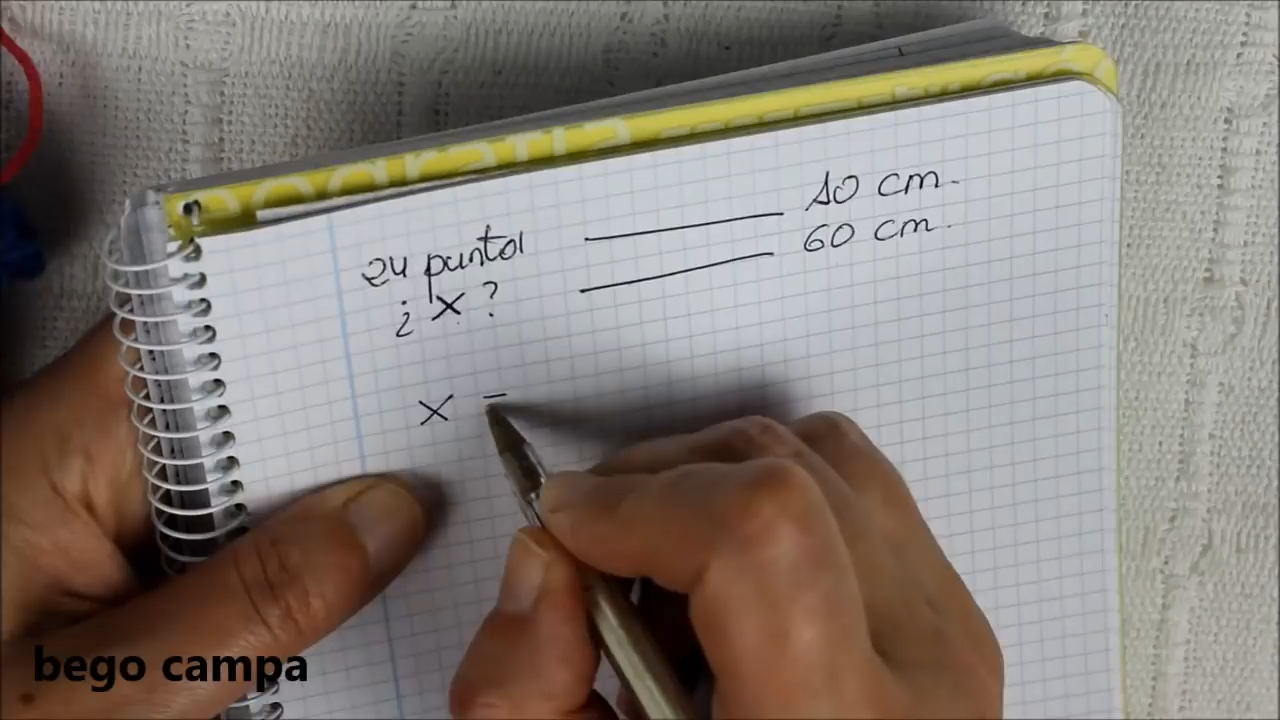 24 puntos 10 cm.
¿ X ? 60 cm.
X =
bego campa